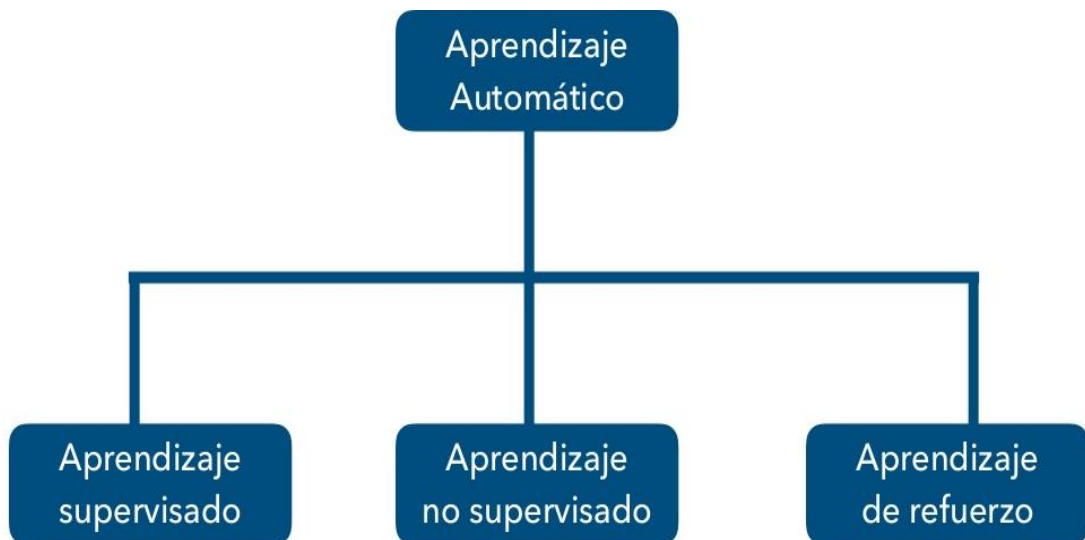 Aprendizaje
Automático
Aprendizaje
supervisado
Aprendizaje
no supervisado
Aprendizaje
de refuerzo